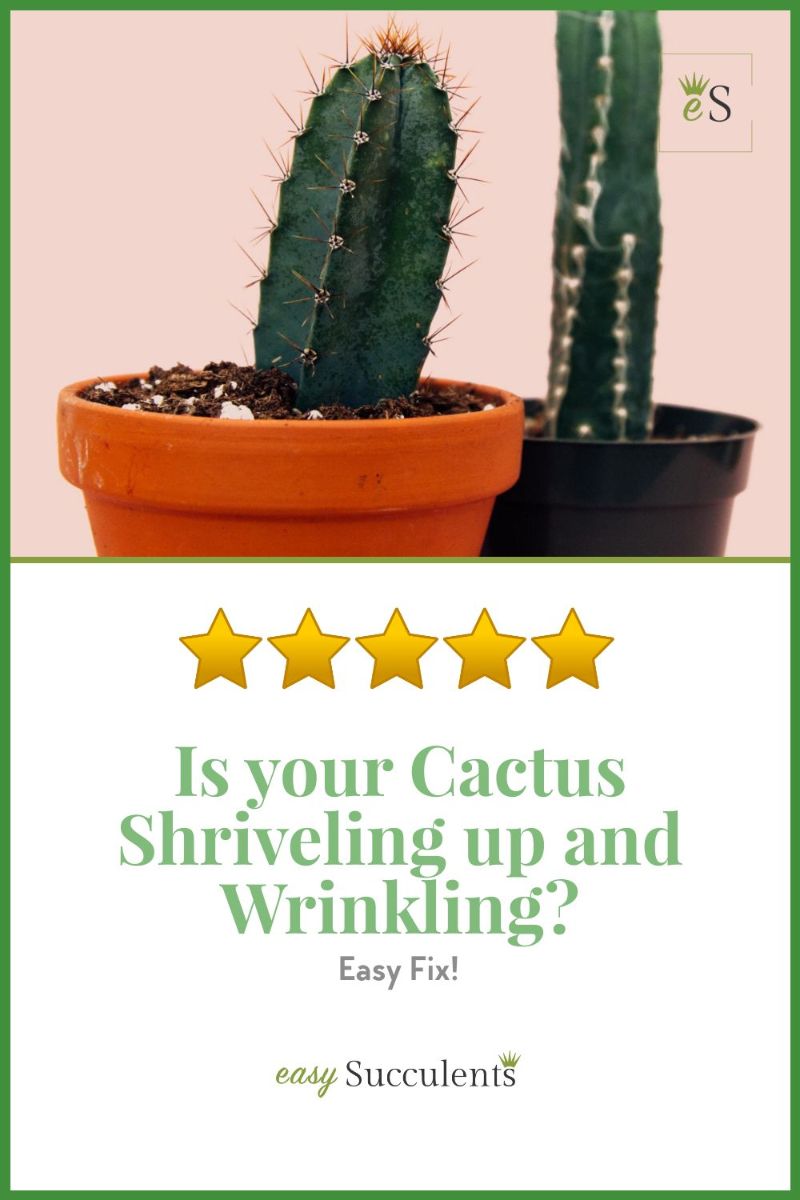 eS
Is your Cactus
Shriveling up and
Wrinkling?
Easy Fix!
easy Succulents